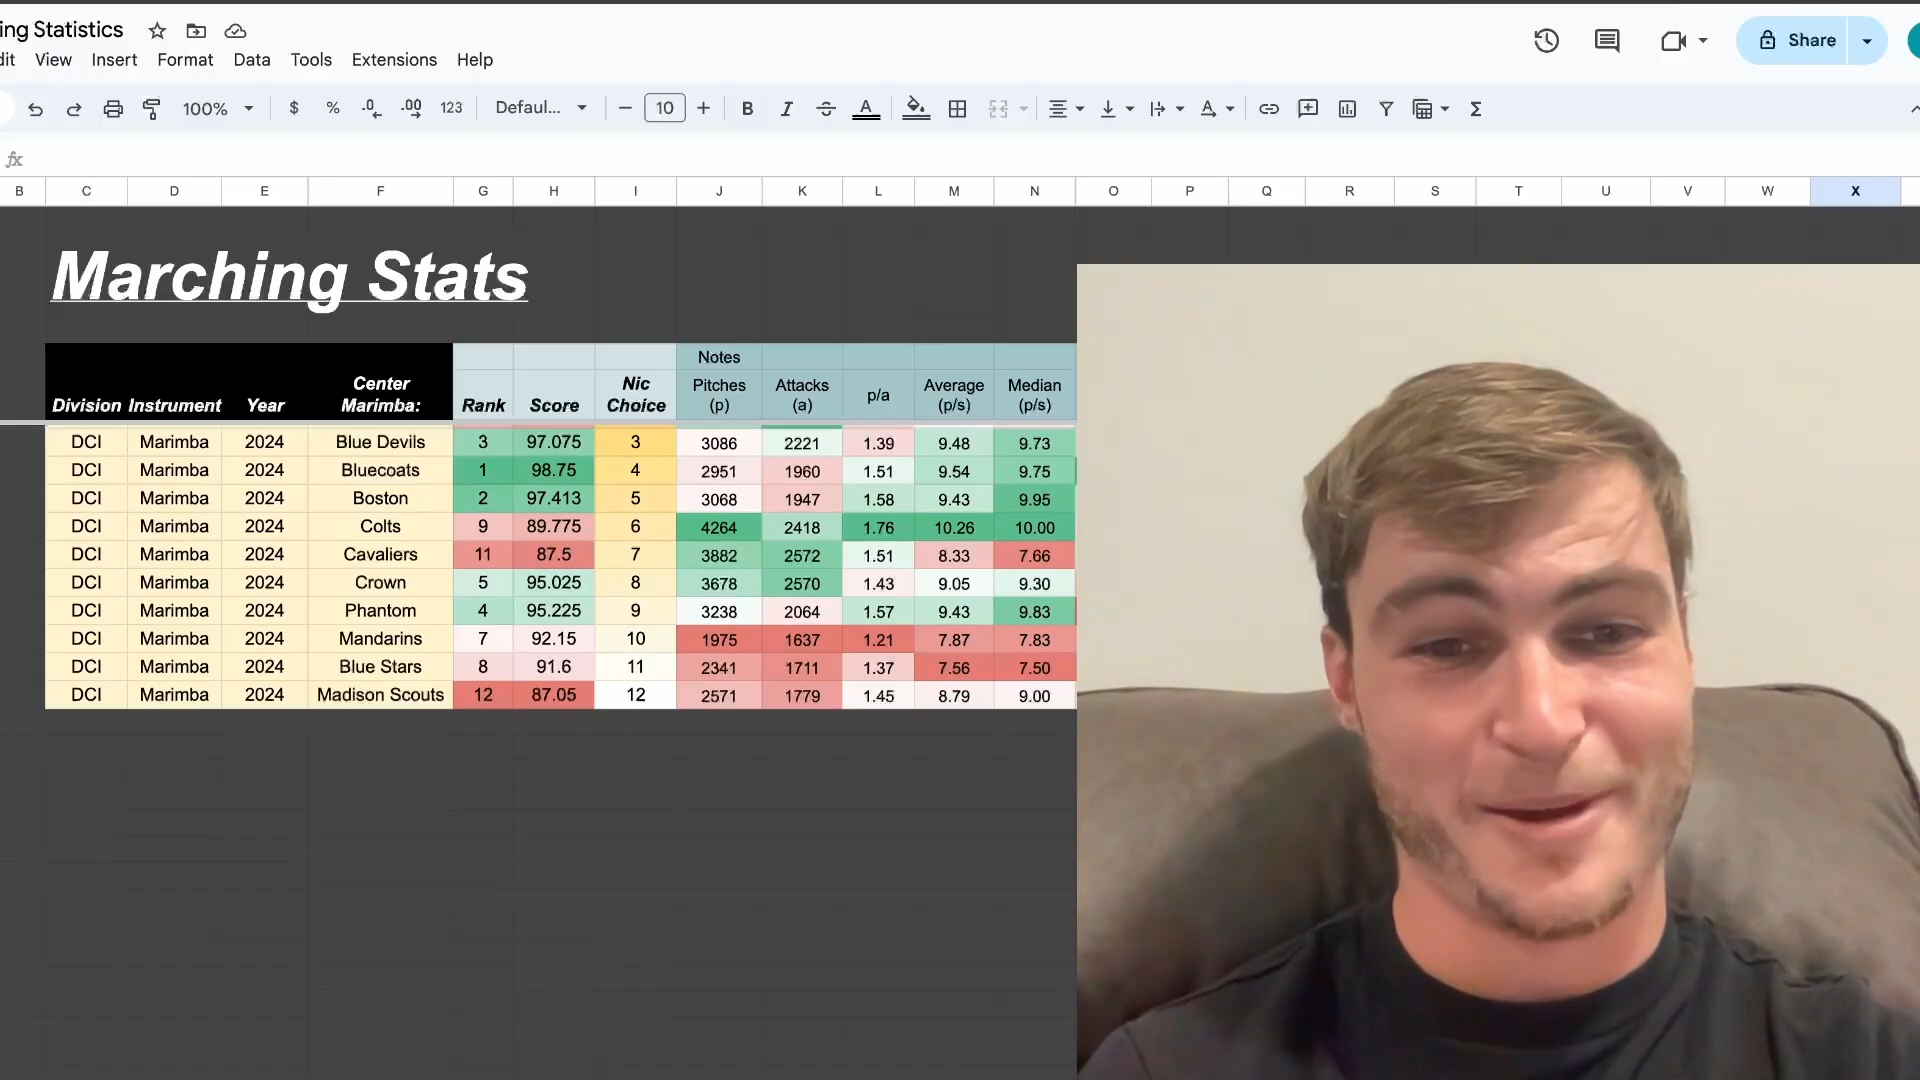 ing Statistics
dit View Insert Format Data Tools Extensions Help
Share
100% $ % .0 .00 123 Defaul... 10 B I A A Σ
fx
B C D E F G H I J K L M N O P Q R S T U V W X
Marching Stats
Notes
Division Instrument Year Center Marimba: Rank Score Nic Choice Pitches (p) Attacks (a) p/a Average (p/s) Median (p/s)
DCI Marimba 2024 Blue Devils 3 97.075 3 3086 2221 1.39 9.48 9.73
DCI Marimba 2024 Bluecoats 1 98.75 4 2951 1960 1.51 9.54 9.75
DCI Marimba 2024 Boston 2 97.413 5 3068 1947 1.58 9.43 9.95
DCI Marimba 2024 Colts 9 89.775 6 4264 2418 1.76 10.26 10.00
DCI Marimba 2024 Cavaliers 11 87.5 7 3882 2572 1.51 8.33 7.66
DCI Marimba 2024 Crown 5 95.025 8 3678 2570 1.43 9.05 9.30
DCI Marimba 2024 Phantom 4 95.225 9 3238 2064 1.57 9.43 9.83
DCI Marimba 2024 Mandarins 7 92.15 10 1975 1637 1.21 7.87 7.83
DCI Marimba 2024 Blue Stars 8 91.6 11 2341 1711 1.37 7.56 7.50
DCI Marimba 2024 Madison Scouts 12 87.05 12 2571 1779 1.45 8.79 9.00